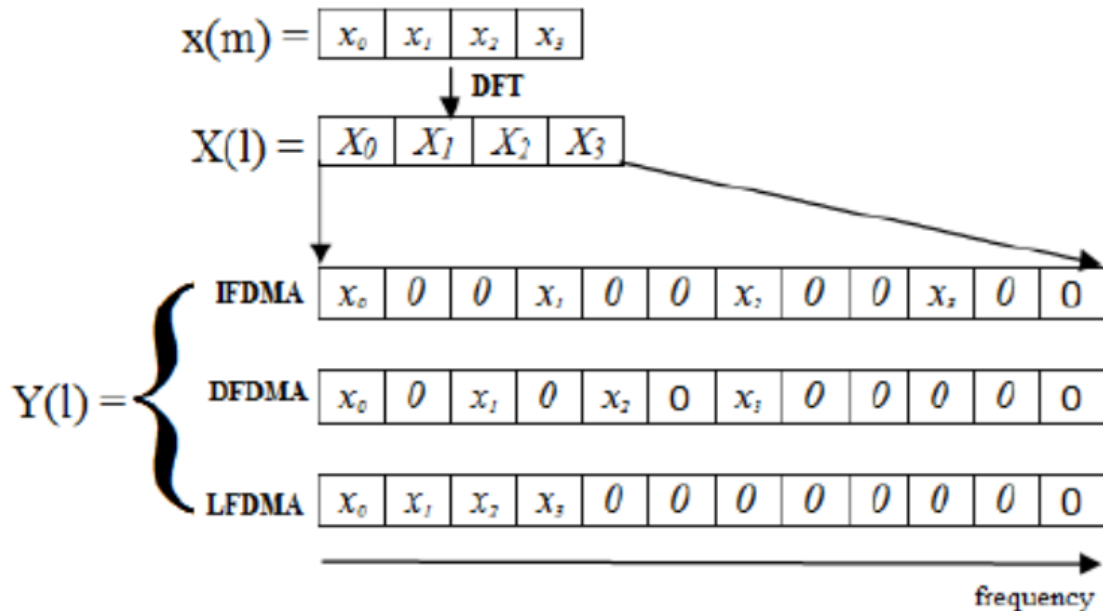 x(m) = x₀ x₁ x₂ x₃
DFT
X(l) = X₀ X₁ X₂ X₃
IFDMA x₀ 0 0 x₁ 0 0 x₂ 0 0 x₃ 0 0
Y(l) =
DFDMA x₀ 0 x₁ 0 x₂ 0 x₃ 0 0 0 0 0
LFDMA x₀ x₁ x₂ x₃ 0 0 0 0 0 0 0 0
frequency